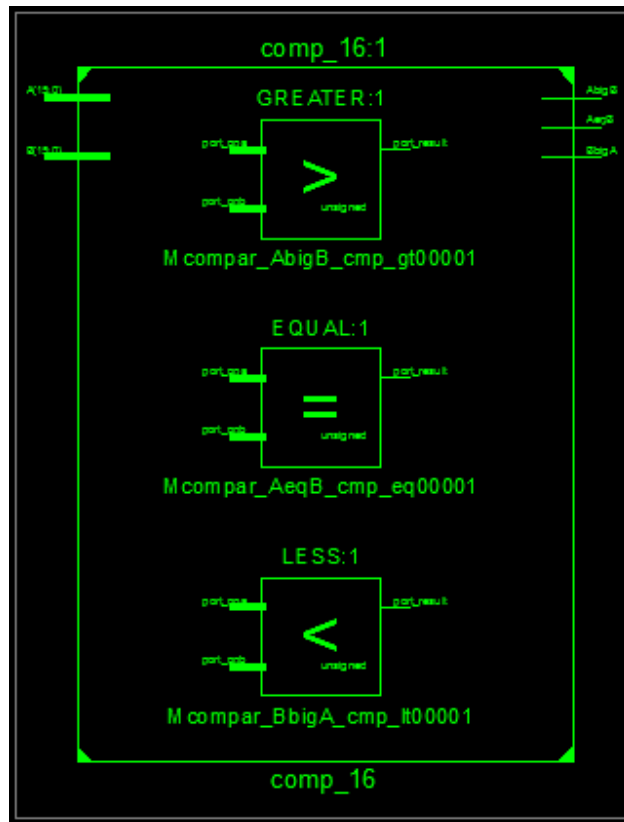 comp_16:1
A(15:0)
AbigB
GREATER:1
AeqB
port_opa
port_result
B(15:0)
BbigA
>
port_opb
unsigned
Mcompar_AbigB_cmp_gt00001
EQUAL:1
port_opa
port_result
=
port_opb
unsigned
Mcompar_AeqB_cmp_eq00001
LESS:1
port_opa
port_result
<
port_opb
unsigned
Mcompar_BbigA_cmp_lt00001
comp_16